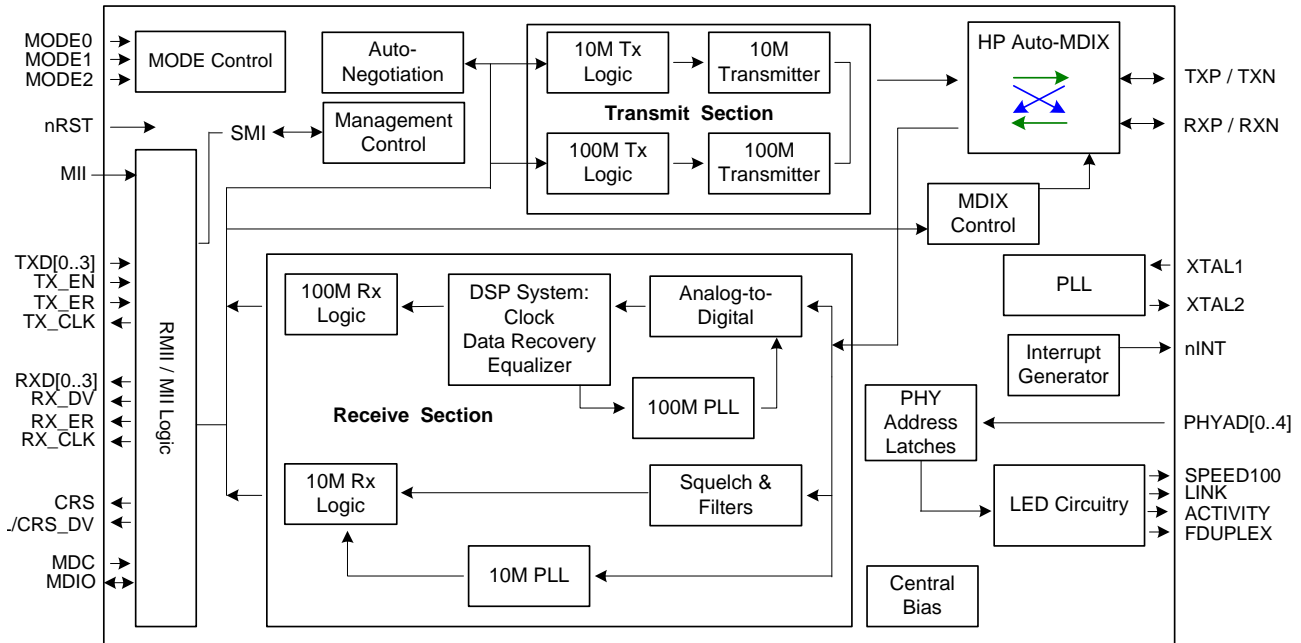 MODE0
MODE1
MODE2
nRST
MII
TXD[0..3]
TX_EN
TX_ER
TX_CLK
RXD[0..3]
RX_DV
RX_ER
RX_CLK
CRS
/CRS_DV
MDC
MDIO
MODE Control
RMII / MII Logic
SMI
Auto-
Negotiation
Management
Control
10M Tx
Logic
10M
Transmitter
Transmit Section
100M Tx
Logic
100M
Transmitter
100M Rx
Logic
DSP System:
Clock
Data Recovery
Equalizer
Analog-to-
Digital
100M PLL
Receive Section
10M Rx
Logic
Squelch &
Filters
10M PLL
HP Auto-MDIX
MDIX
Control
PLL
Interrupt
Generator
PHY
Address
Latches
LED Circuitry
Central
Bias
TXP / TXN
RXP / RXN
XTAL1
XTAL2
nINT
PHYAD[0..4]
SPEED100
LINK
ACTIVITY
FDUPLEX